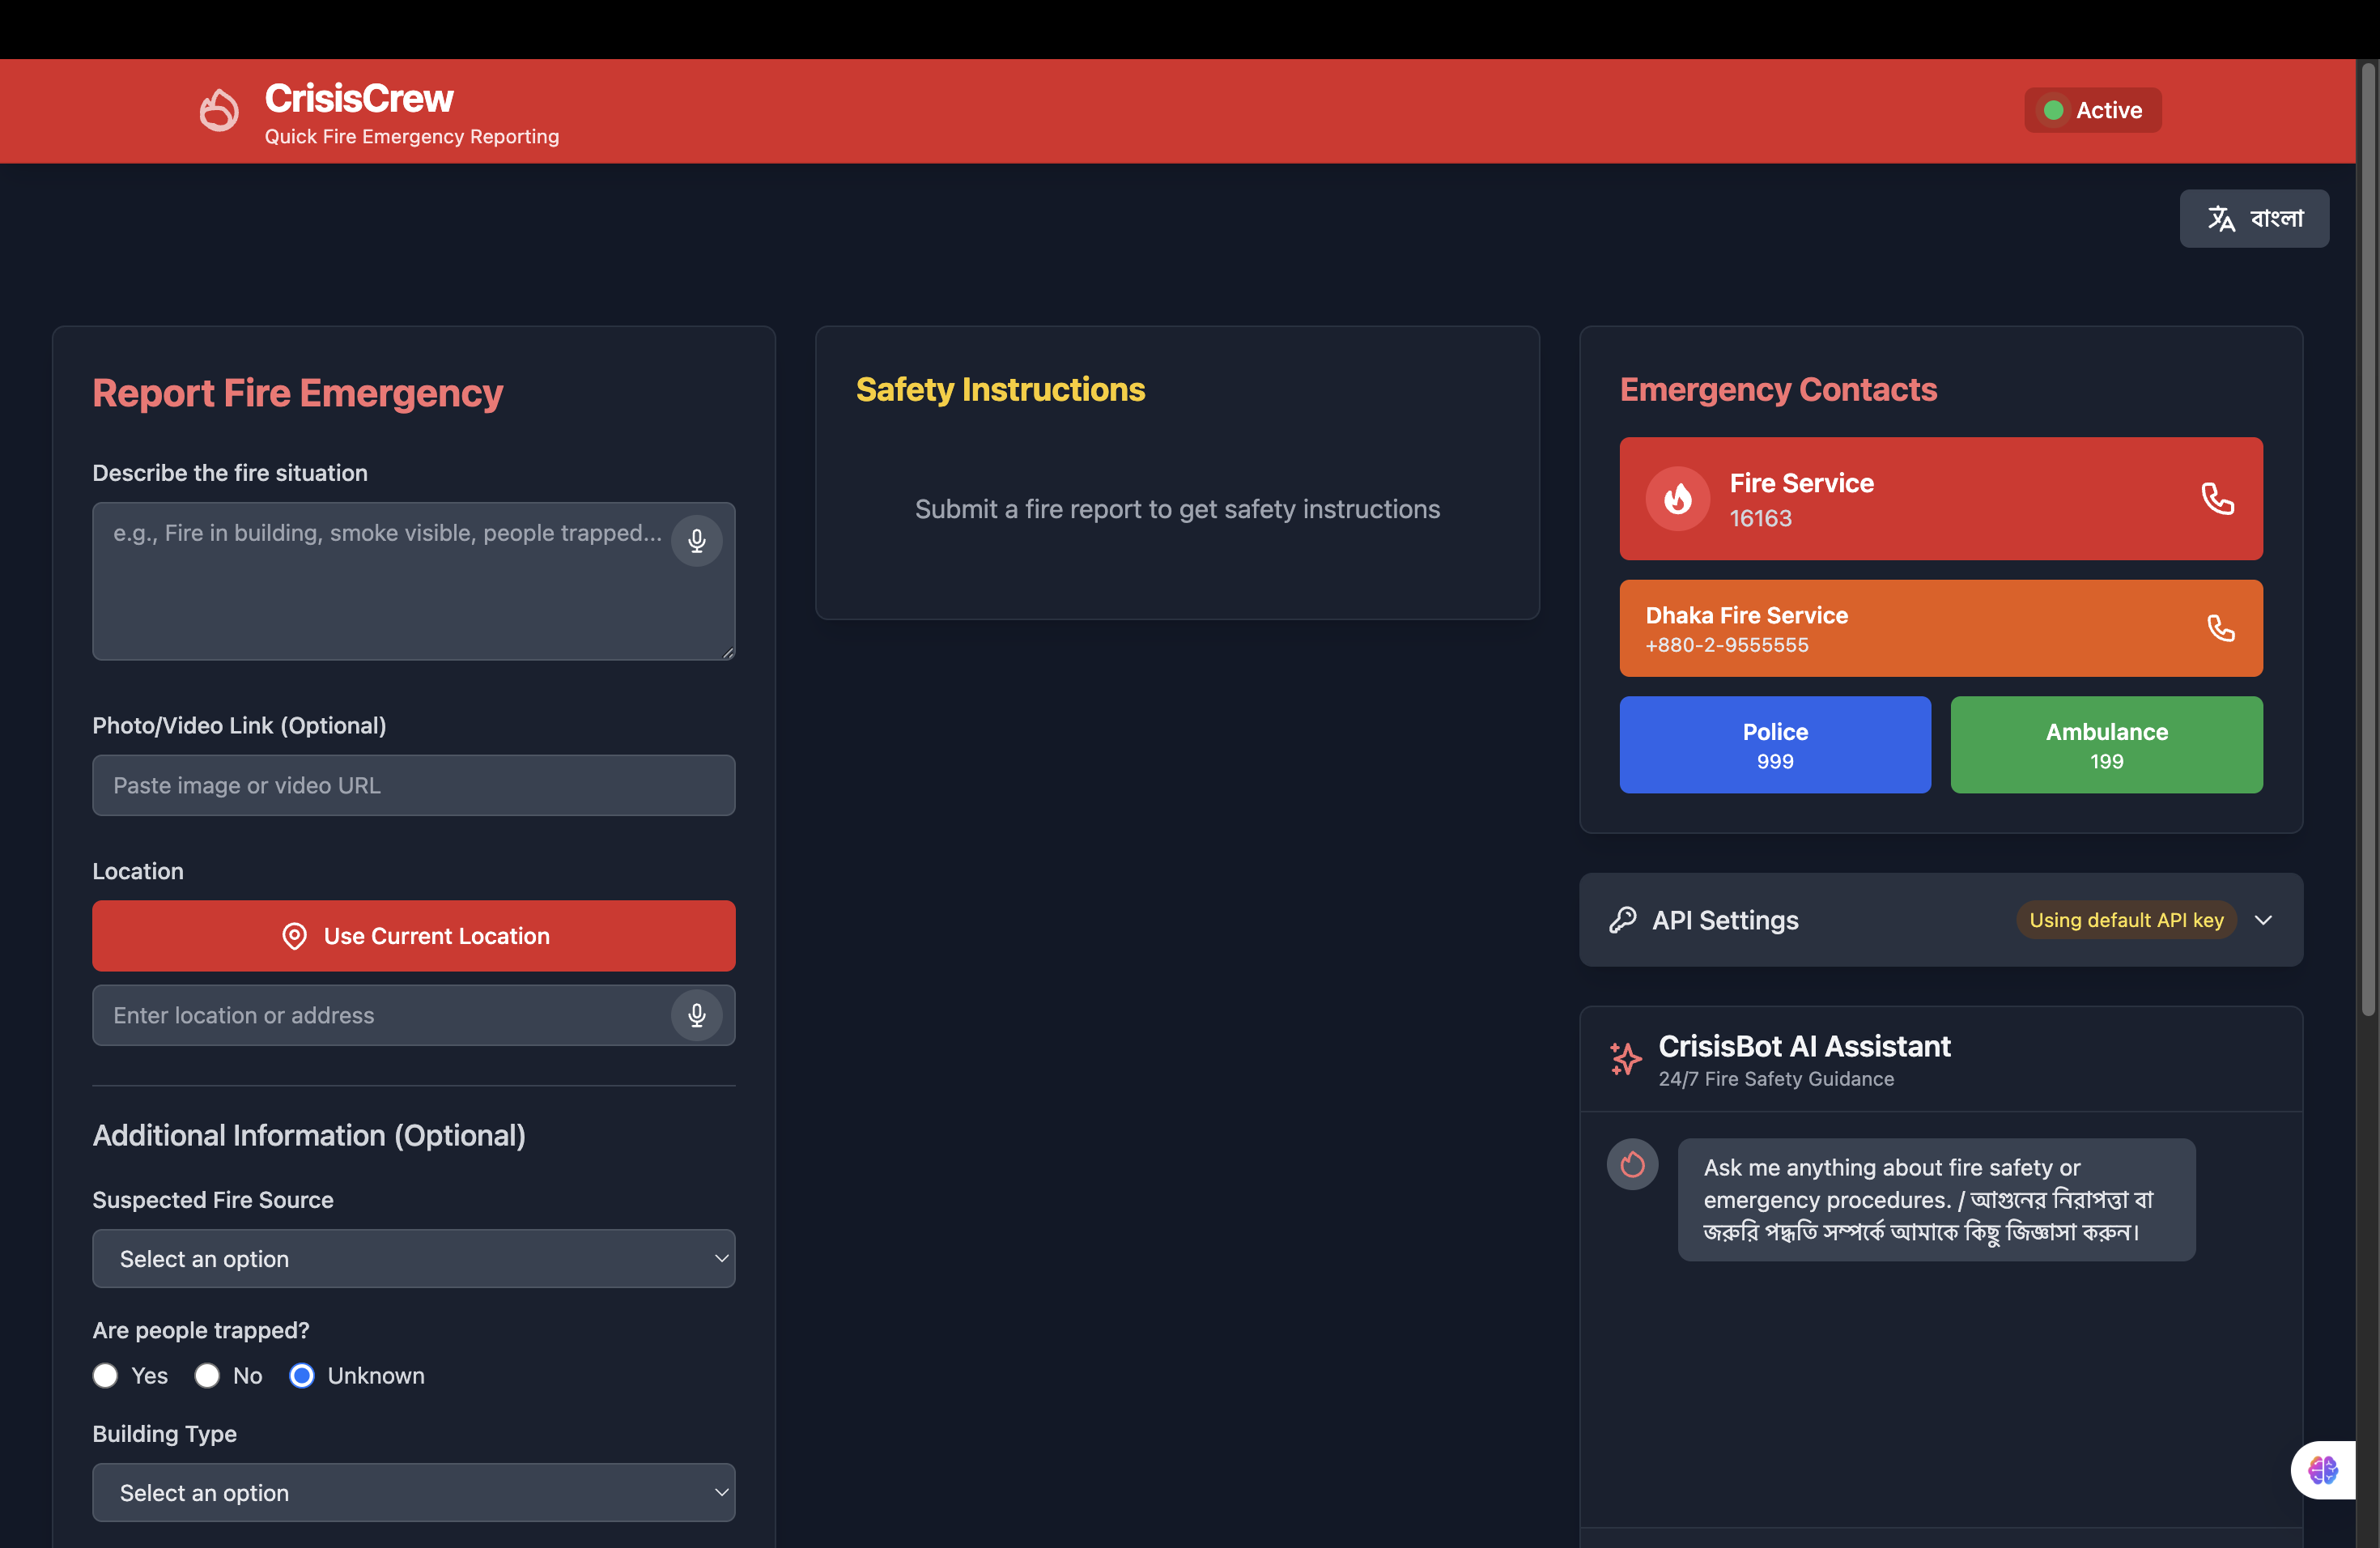 CrisisCrew
Quick Fire Emergency Reporting
Active
বাংলা
Report Fire Emergency
Describe the fire situation
e.g., Fire in building, smoke visible, people trapped...
Photo/Video Link (Optional)
Paste image or video URL
Location
Use Current Location
Enter location or address
Additional Information (Optional)
Suspected Fire Source
Select an option
Are people trapped?
Yes No Unknown
Building Type
Select an option
Safety Instructions
Submit a fire report to get safety instructions
Emergency Contacts
Fire Service
16163
Dhaka Fire Service
+880-2-9555555
Police
999
Ambulance
199
API Settings
Using default API key
CrisisBot AI Assistant
24/7 Fire Safety Guidance
Ask me anything about fire safety or
emergency procedures. / আগুনের নিরাপত্তা বা
জরুরি পদ্ধতি সম্পর্কে আমাকে কিছু জিজ্ঞাসা করুন।